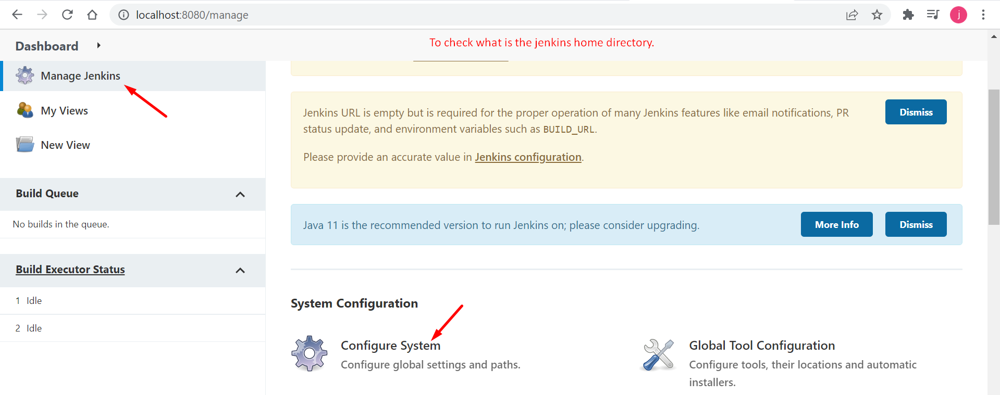 localhost:8080/manage
j
Dashboard
To check what is the jenkins home directory.
Manage Jenkins
My Views
New View
Build Queue
No builds in the queue.
Build Executor Status
1 Idle
2 Idle
Jenkins URL is empty but is required for the proper operation of many Jenkins features like email notifications, PR
status update, and environment variables such as BUILD_URL.
Please provide an accurate value in Jenkins configuration.
Dismiss
Java 11 is the recommended version to run Jenkins on; please consider upgrading.
More Info
Dismiss
System Configuration
Configure System
Configure global settings and paths.
Global Tool Configuration
Configure tools, their locations and automatic
installers.